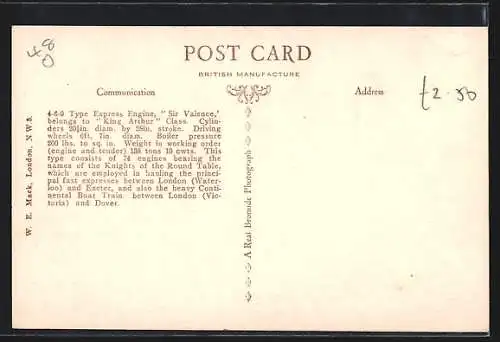 480
POST CARD
BRITISH MANUFACTURE
Communication
Address
£2.50
4-6-0 Type Express Engine, "Sir Valence,'
belongs to "King Arthur" Class. Cylin-
ders 20½in. diam. by 28in. stroke. Driving
wheels 6ft. 7in diam. Boiler pressure
200 lbs. to sq. in. Weight in working order
(engine and tender) 138 tons 10 cwts. This
type consists of 74 engines bearing the
names of the Knights of the Round Table,
which are employed in hauling the princi-
pal fast expresses between London (Water-
loo) and Exeter, and also the heavy Conti-
nental Boat Train between London (Vic-
toria) and Dover.
W. E. Mack, London, N.W.3.
A Real Bromide Photograph